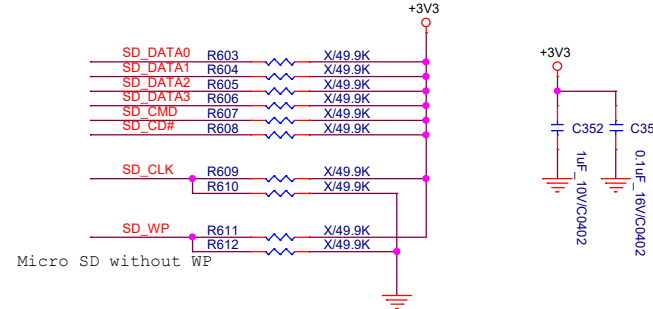 +3V3
SD_DATA0 R603 X/49.9K
SD_DATA1 R604 X/49.9K
SD_DATA2 R605 X/49.9K
SD_DATA3 R606 X/49.9K
SD_CMD R607 X/49.9K
SD_CD# R608 X/49.9K
SD_CLK R609 X/49.9K
R610 X/49.9K
SD_WP R611 X/49.9K
R612 X/49.9K
Micro SD without WP
+3V3
C352
1uF_10V/C0402
C35
0.1uF_16V/C0402